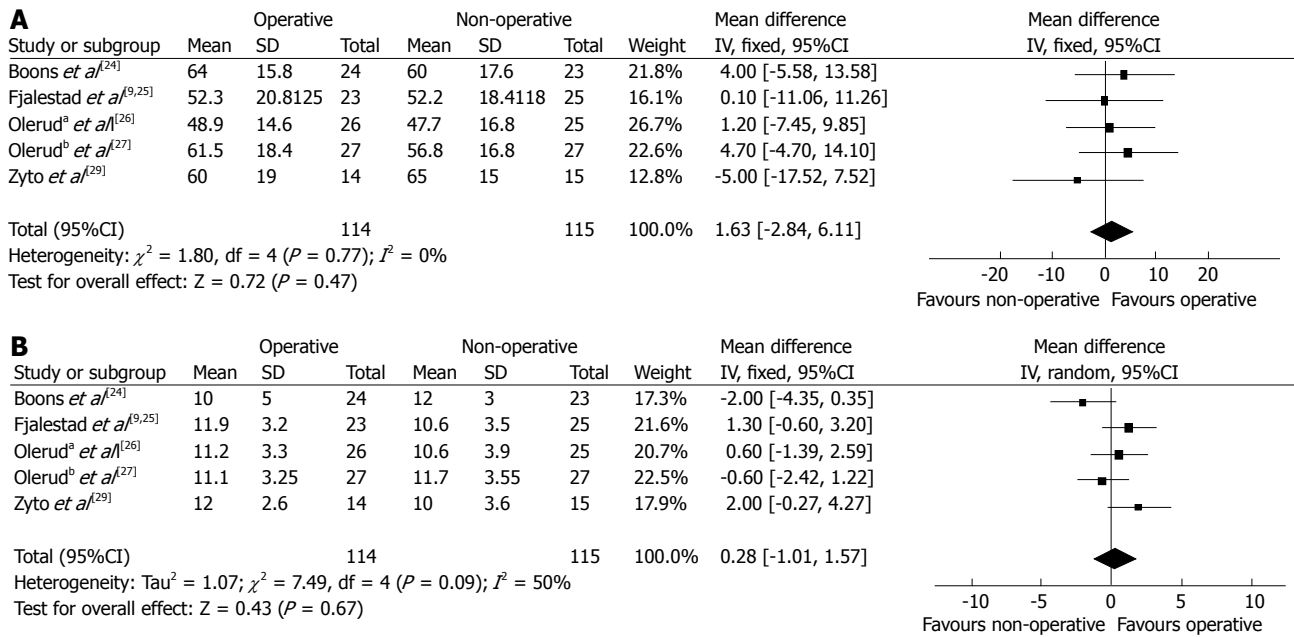 A
Operative Non-operative Mean difference Mean difference
Study or subgroup Mean SD Total Mean SD Total Weight IV, fixed, 95%CI IV, fixed, 95%CI
Boons et al[24] 64 15.8 24 60 17.6 23 21.8% 4.00 [-5.58, 13.58]
Fjalestad et al[9,25] 52.3 20.8125 23 52.2 18.4118 25 16.1% 0.10 [-11.06, 11.26]
Oleruda et al[26] 48.9 14.6 26 47.7 16.8 25 26.7% 1.20 [-7.45, 9.85]
Olerudb et al[27] 61.5 18.4 27 56.8 16.8 27 22.6% 4.70 [-4.70, 14.10]
Zyto et al[29] 60 19 14 65 15 15 12.8% -5.00 [-17.52, 7.52]
Total (95%CI) 114 115 100.0% 1.63 [-2.84, 6.11]
Heterogeneity: χ2 = 1.80, df = 4 (P = 0.77); I2 = 0%
Test for overall effect: Z = 0.72 (P = 0.47)
-20 -10 0 10 20
Favours non-operative Favours operative
B
Operative Non-operative Mean difference Mean difference
Study or subgroup Mean SD Total Mean SD Total Weight IV, fixed, 95%CI IV, random, 95%CI
Boons et al[24] 10 5 24 12 3 23 17.3% -2.00 [-4.35, 0.35]
Fjalestad et al[9,25] 11.9 3.2 23 10.6 3.5 25 21.6% 1.30 [-0.60, 3.20]
Oleruda et al[26] 11.2 3.3 26 10.6 3.9 25 20.7% 0.60 [-1.39, 2.59]
Olerudb et al[27] 11.1 3.25 27 11.7 3.55 27 22.5% -0.60 [-2.42, 1.22]
Zyto et al[29] 12 2.6 14 10 3.6 15 17.9% 2.00 [-0.27, 4.27]
Total (95%CI) 114 115 100.0% 0.28 [-1.01, 1.57]
Heterogeneity: Tau2 = 1.07; χ2 = 7.49, df = 4 (P = 0.09); I2 = 50%
Test for overall effect: Z = 0.43 (P = 0.67)
-10 -5 0 5 10
Favours non-operative Favours operative